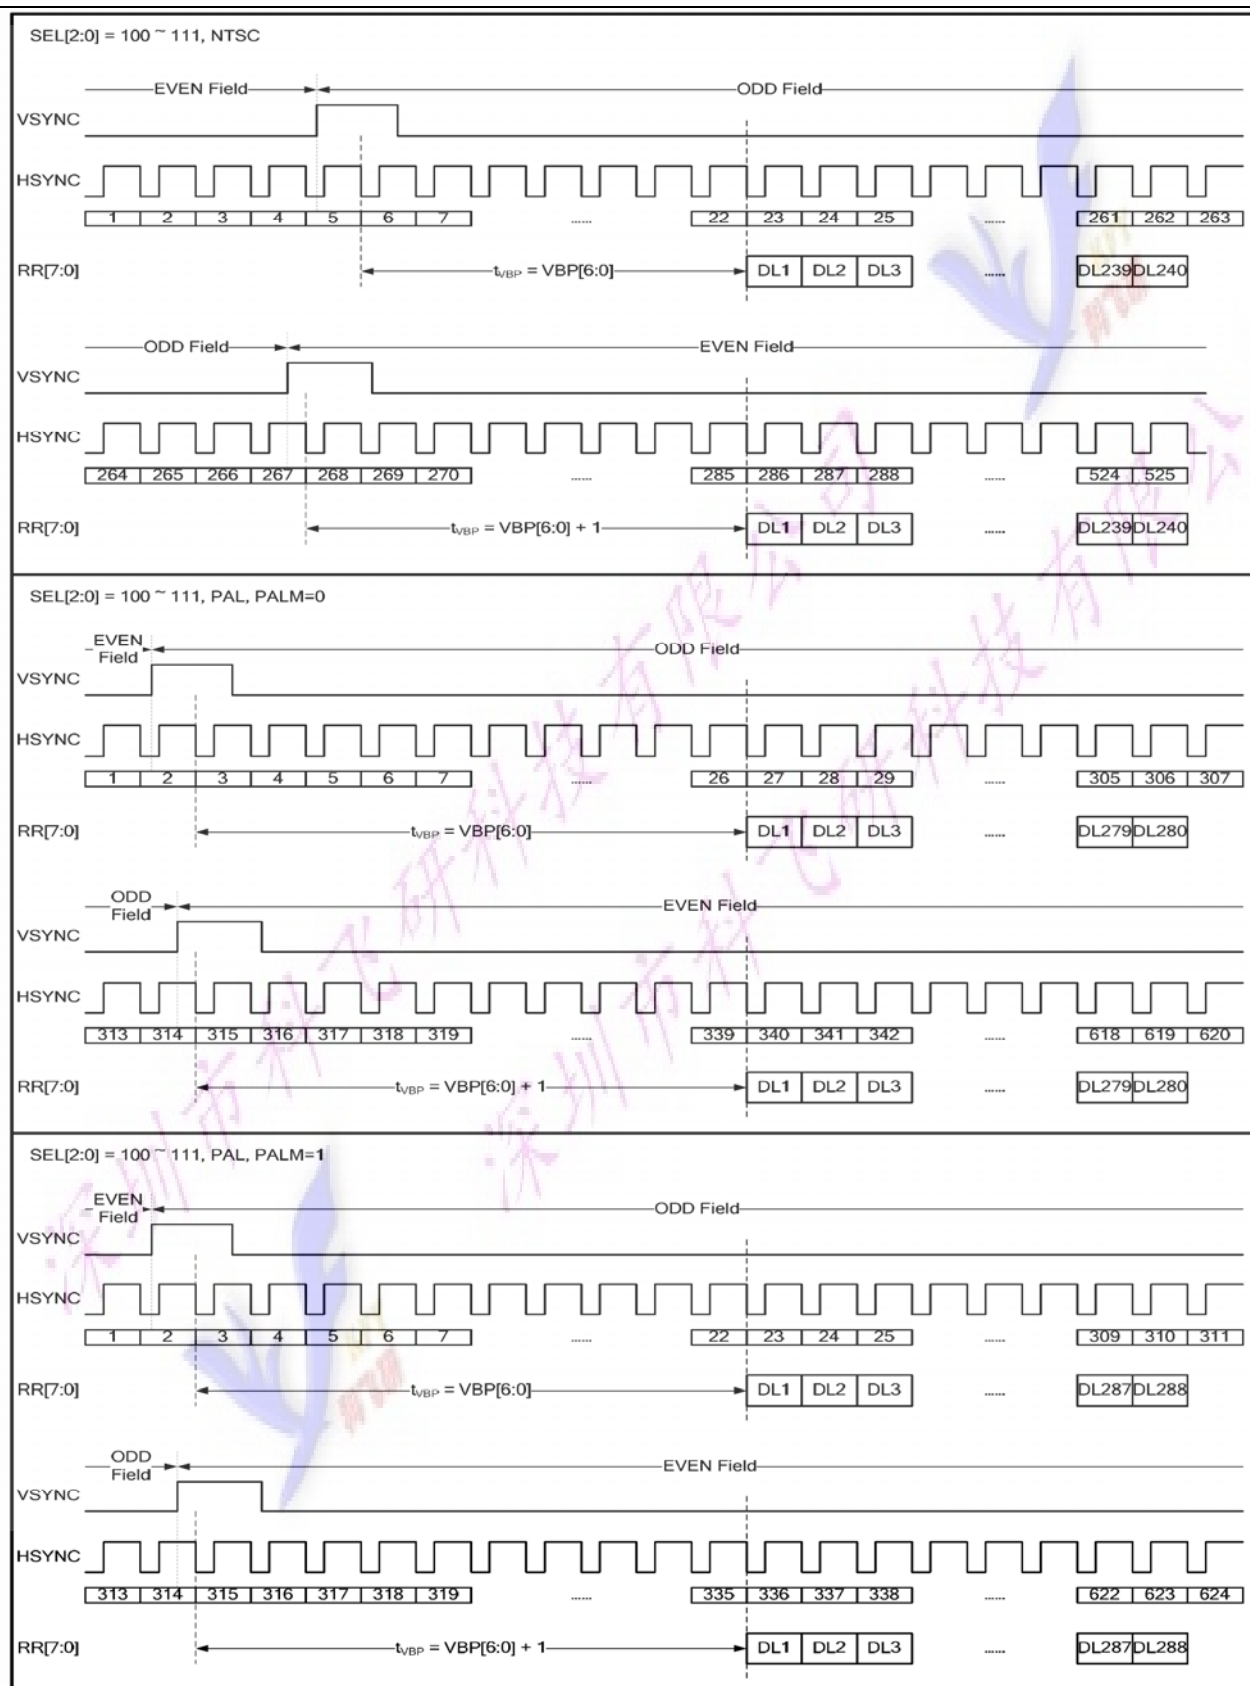 SEL[2:0] = 100 ~ 111, NTSC
EVEN Field ODD Field
VSYNC
HSYNC
1 2 3 4 5 6 7 ...... 22 23 24 25 ...... 261 262 263
RR[7:0] tVBP = VBP[6:0] DL1 DL2 DL3 ...... DL239 DL240
ODD Field EVEN Field
VSYNC
HSYNC
264 265 266 267 268 269 270 ...... 285 286 287 288 ...... 524 525
RR[7:0] tVBP = VBP[6:0] + 1 DL1 DL2 DL3 ...... DL239 DL240
SEL[2:0] = 100 ~ 111, PAL, PALM=0
EVEN Field ODD Field
VSYNC
HSYNC
1 2 3 4 5 6 7 ...... 26 27 28 29 ...... 305 306 307
RR[7:0] tVBP = VBP[6:0] DL1 DL2 DL3 ...... DL279 DL280
ODD Field EVEN Field
VSYNC
HSYNC
313 314 315 316 317 318 319 ...... 339 340 341 342 ...... 618 619 620
RR[7:0] tVBP = VBP[6:0] + 1 DL1 DL2 DL3 ...... DL279 DL280
SEL[2:0] = 100 ~ 111, PAL, PALM=1
EVEN Field ODD Field
VSYNC
HSYNC
1 2 3 4 5 6 7 ...... 22 23 24 25 ...... 309 310 311
RR[7:0] tVBP = VBP[6:0] DL1 DL2 DL3 ...... DL287 DL288
ODD Field EVEN Field
VSYNC
HSYNC
313 314 315 316 317 318 319 ...... 335 336 337 338 ...... 622 623 624
RR[7:0] tVBP = VBP[6:0] + 1 DL1 DL2 DL3 ...... DL287 DL288
深圳市科飞研科技有限公司
深圳市科飞研科技有限公